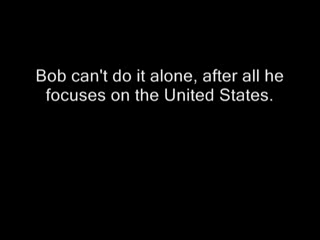 Bob can't do it alone, after all he
focuses on the United States.